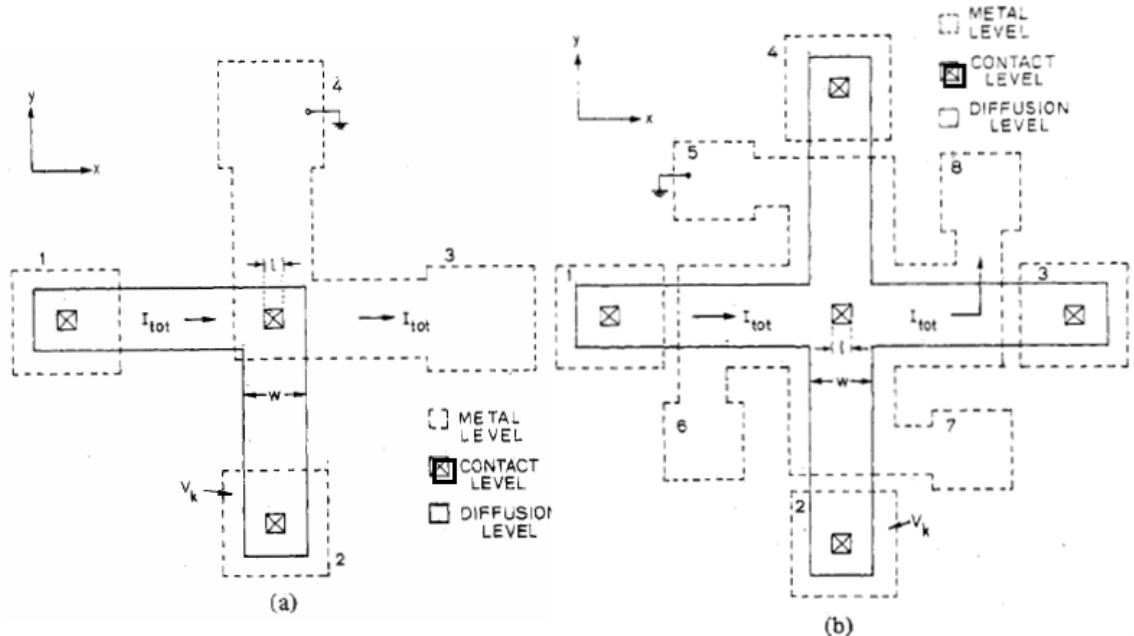 y
x
4
1
l
3
I_tot
I_tot
w
METAL
LEVEL
CONTACT
LEVEL
DIFFUSION
LEVEL
V_k
2
(a)
y
x
4
METAL
LEVEL
CONTACT
LEVEL
DIFFUSION
LEVEL
5
8
1
3
I_tot
I_tot
l
w
6
7
2
V_k
(b)